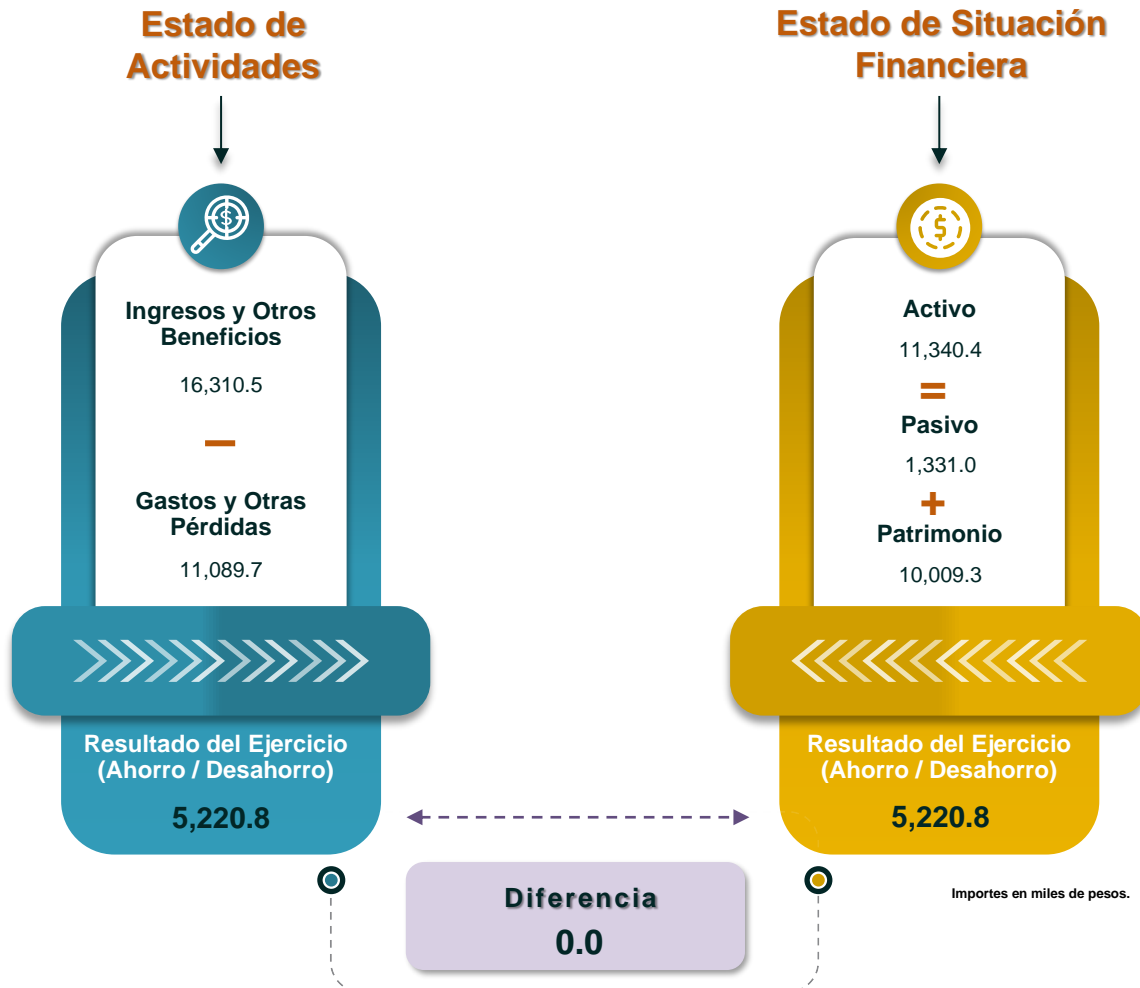 Estado de
Actividades
Ingresos y Otros
Beneficios
16,310.5
−
Gastos y Otras
Pérdidas
11,089.7
Resultado del Ejercicio
(Ahorro / Desahorro)
5,220.8
Estado de Situación
Financiera
$
Activo
11,340.4
=
Pasivo
1,331.0
+
Patrimonio
10,009.3
Resultado del Ejercicio
(Ahorro / Desahorro)
5,220.8
Diferencia
0.0
Importes en miles de pesos.